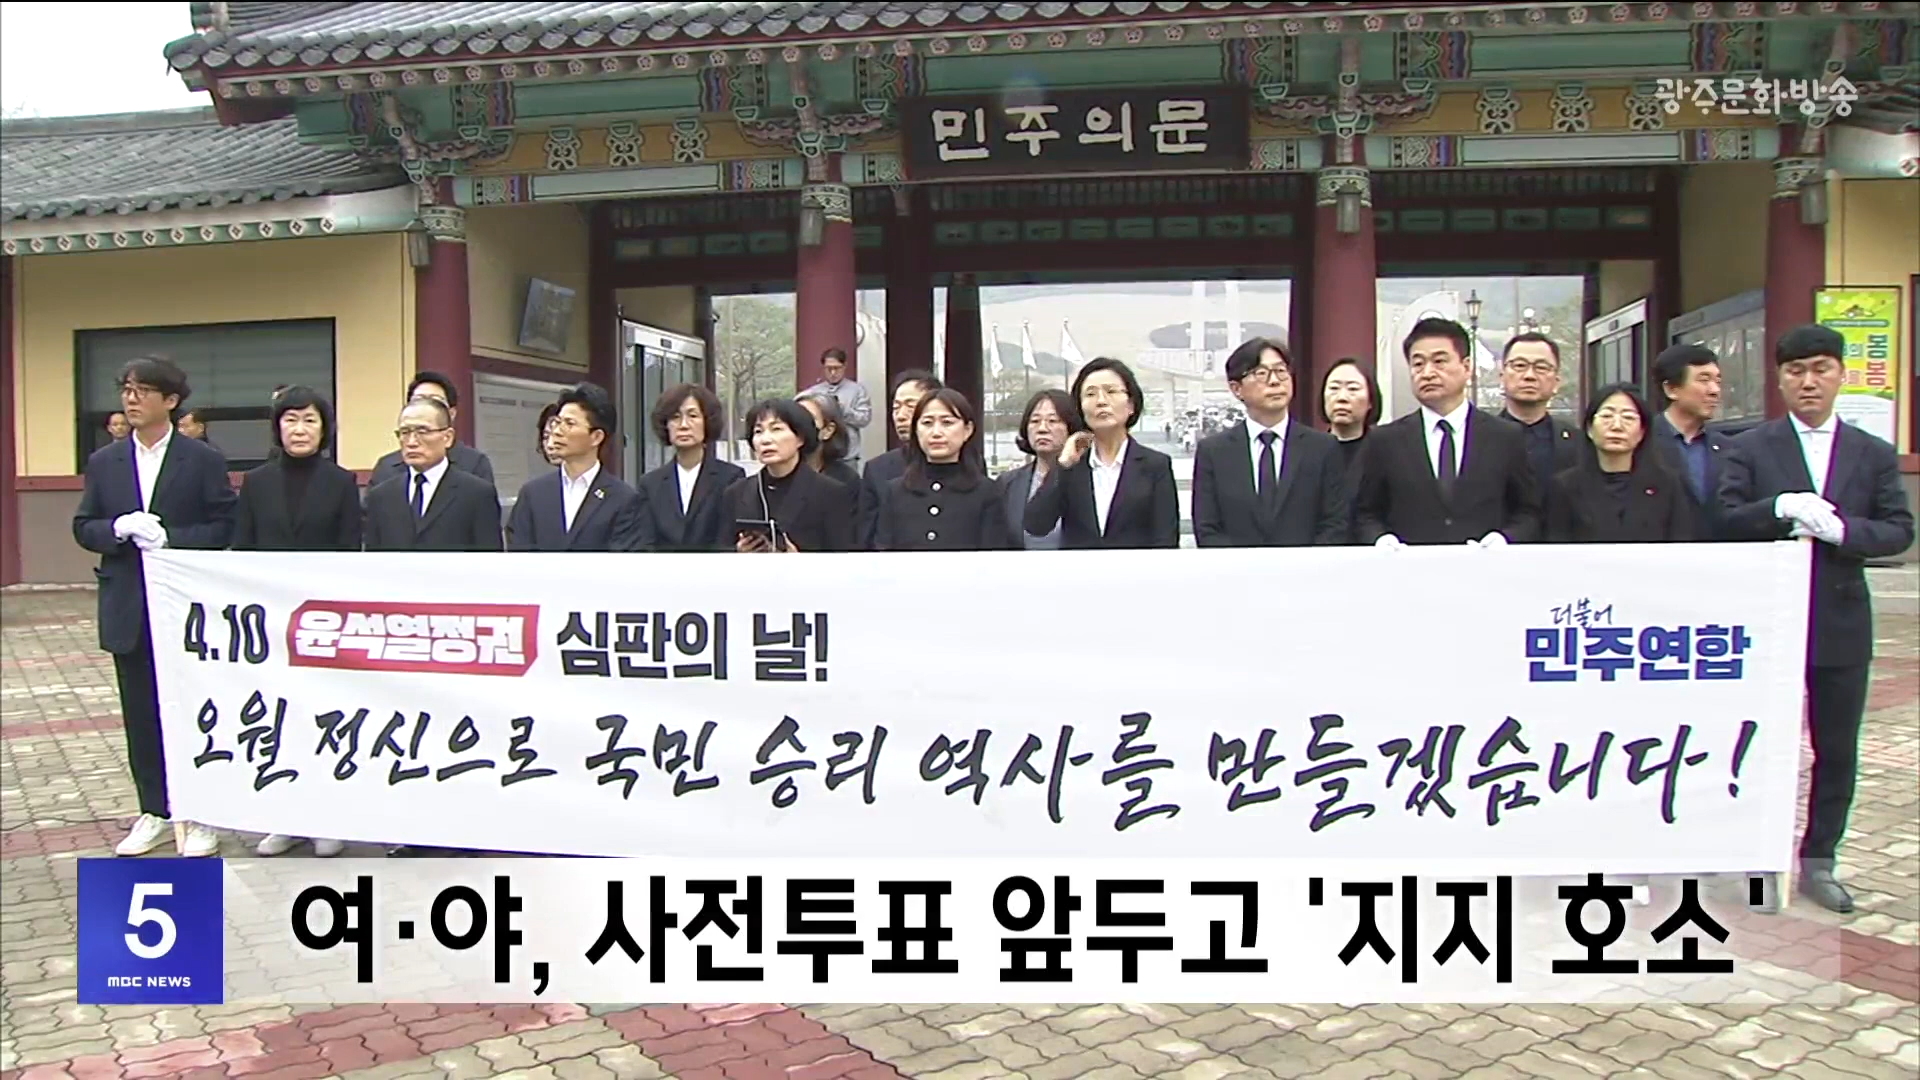 광주문화방송
민주의문
봉
봉
4.10 윤석열정권 심판의 날!
더불어
민주연합
오월 정신으로 국민 승리 역사를 만들겠습니다!
5
MBC NEWS
여·야, 사전투표 앞두고 '지지 호소'